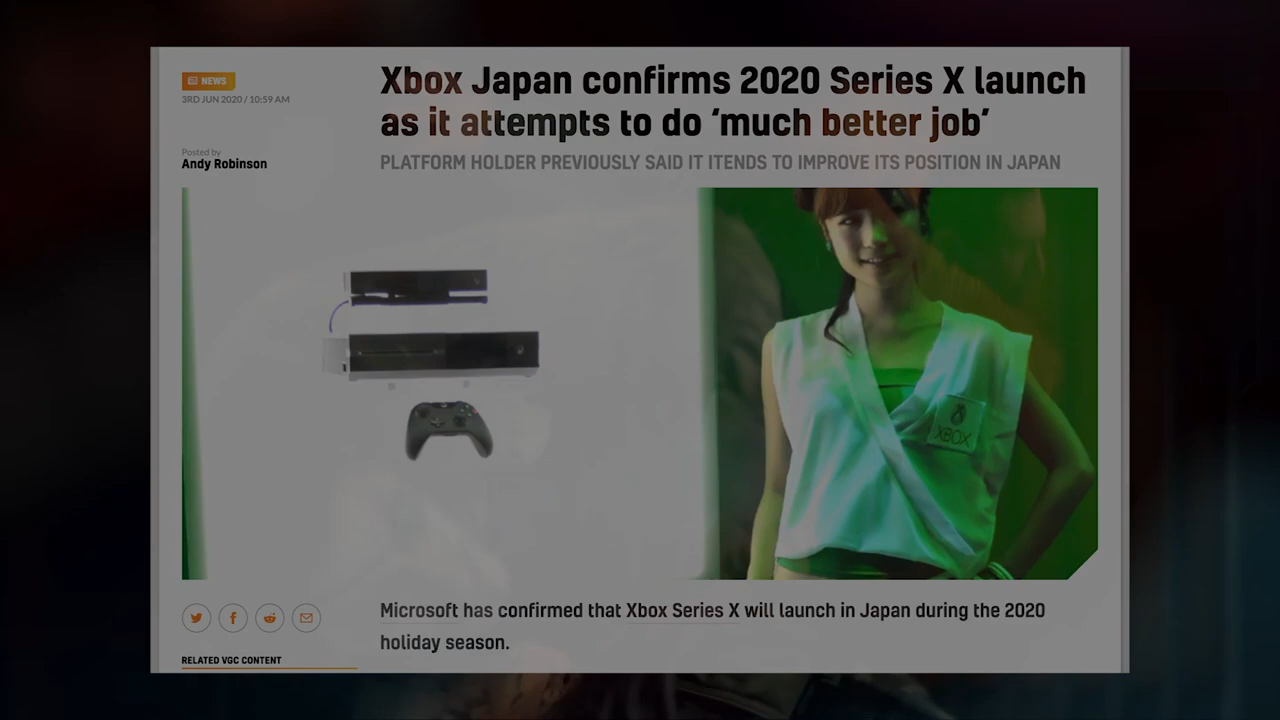 NEWS
3RD JUN 2020 / 10:59 AM
Posted by
Andy Robinson
Xbox Japan confirms 2020 Series X launch
as it attempts to do ‘much better job’
PLATFORM HOLDER PREVIOUSLY SAID IT ITENDS TO IMPROVE ITS POSITION IN JAPAN
XBOX
Microsoft has confirmed that Xbox Series X will launch in Japan during the 2020
holiday season.
RELATED VGC CONTENT